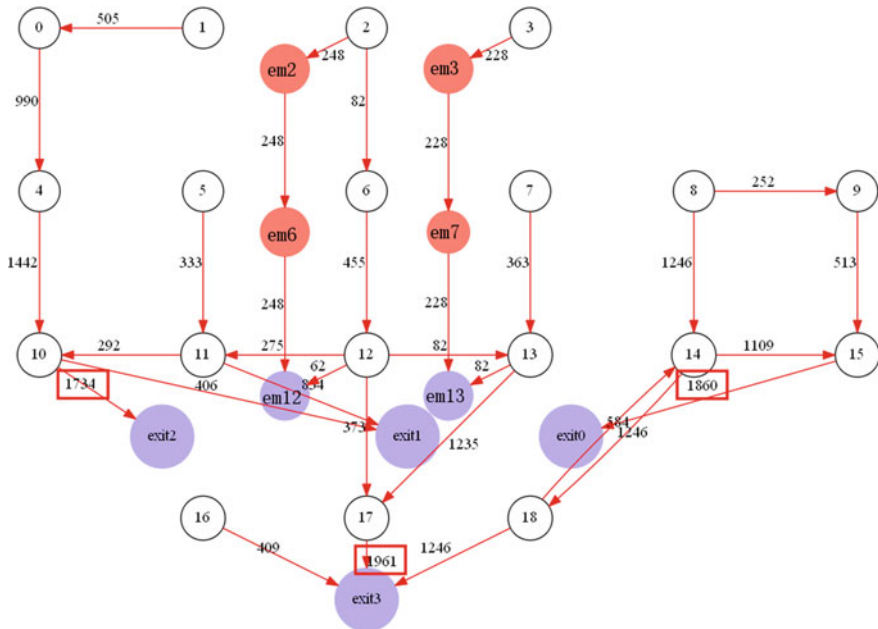 0 505 1 2 3
248 228
em2 em3
990 82
248 228
4 5 6 7 8 252 9
em6 em7
1442 333 455 363 1246 513
248 228
10 292 11 275 12 82 13 14 1109 15
62 82
1734 406 834 em12 em13 1860
exit2 373 exit1 1235 exit0 584 1246
16 17 18
409 1961 1246
exit3